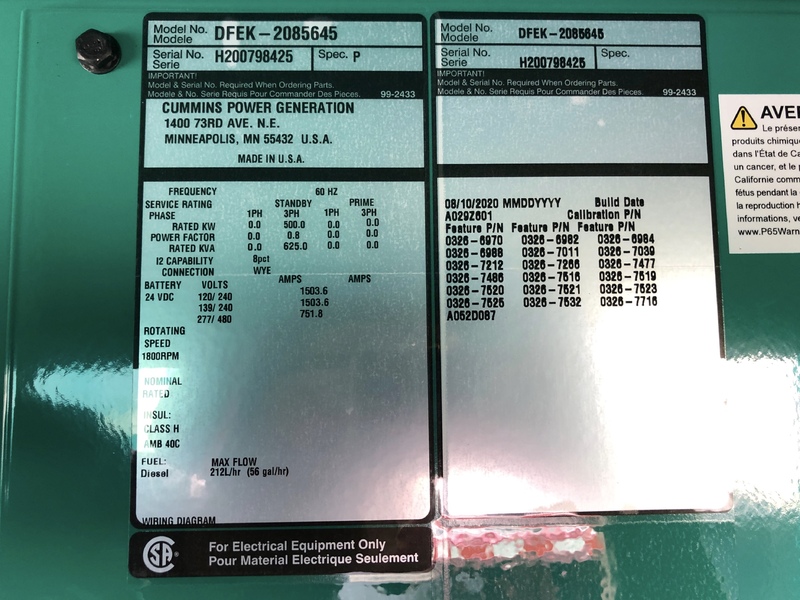 Model No. DFEK-2085645
Modele
Serial No. H200798425 Spec. P
Serie
IMPORTANT!
Model & Serial No. Required When Ordering Parts.
Modele & No. Serie Requis Pour Commander Des Pieces. 99-2433
CUMMINS POWER GENERATION
1400 73RD AVE. N.E.
MINNEAPOLIS, MN 55432 U.S.A.
MADE IN U.S.A.
FREQUENCY 60 HZ
SERVICE RATING STANDBY PRIME
PHASE 1PH 3PH 1PH 3PH
RATED KW 0.0 500.0 0.0 0.0
POWER FACTOR 0.0 0.8 0.0 0.0
RATED KVA 0.0 625.0 0.0 0.0
I2 CAPABILITY 8pct
CONNECTION WYE
BATTERY VOLTS AMPS AMPS
24 VDC 120/ 240 1503.6
139/ 240 1503.6
277/ 480 751.8
ROTATING
SPEED
1800RPM
NOMINAL
RATED
INSUL:
CLASS H
AMB 40C
FUEL: MAX FLOW
Diesel 212L/hr (56 gal/hr)
WIRING DIAGRAM
Model No. DFEK-2085645
Modele
Serial No. H200798425 Spec.
Serie
IMPORTANT!
Model & Serial No. Required When Ordering Parts.
Modele & No. Serie Requis Pour Commander Des Pieces. 99-2433
08/10/2020 MMDDYYYY Build Date
A029Z601 Calibration P/N
Feature P/N Feature P/N Feature P/N
0326-6970 0326-6982 0326-6984
0326-6988 0326-7011 0326-7039
0326-7212 0326-7266 0326-7477
0326-7486 0326-7516 0326-7519
0326-7520 0326-7521 0326-7523
0326-7525 0326-7532 0326-7716
A052D087
SA
For Electrical Equipment Only
Pour Material Electrique Seulement
Le présen
produits chimique
dans l'État de Ca
un cancer, et le p
Californie comm
fétus pendant la
la reproduction h
informations, ve
www.P65Warn